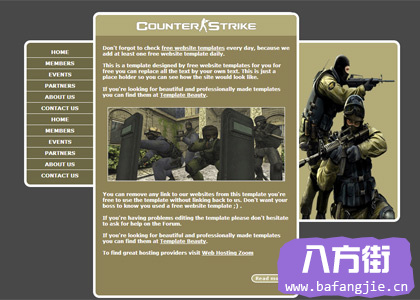 COUNTER STRIKE
HOME
MEMBERS
EVENTS
PARTNERS
ABOUT US
CONTACT US
HOME
MEMBERS
EVENTS
PARTNERS
ABOUT US
CONTACT US
Don't forgot to check free website templates every day, because we
add at least one free website template daily.
This is a template designed by free website templates for you for
free you can replace all the text by your own text. This is just a
place holder so you can see how the site would look like.
If you're looking for beautiful and professionally made templates
you can find them at Template Beauty.
You can remove any link to our websites from this template you're
free to use the template without linking back to us. Don't want your
boss to know you used a free website template ;) .
If you're having problems editing the template please don't hesitate
to ask for help on the Forum.
If you're looking for beautiful and professionally made templates
you can find them at Template Beauty.
To find great hosting providers visit Web Hosting Zoom
Read
八方街
www.bafangjie.cn